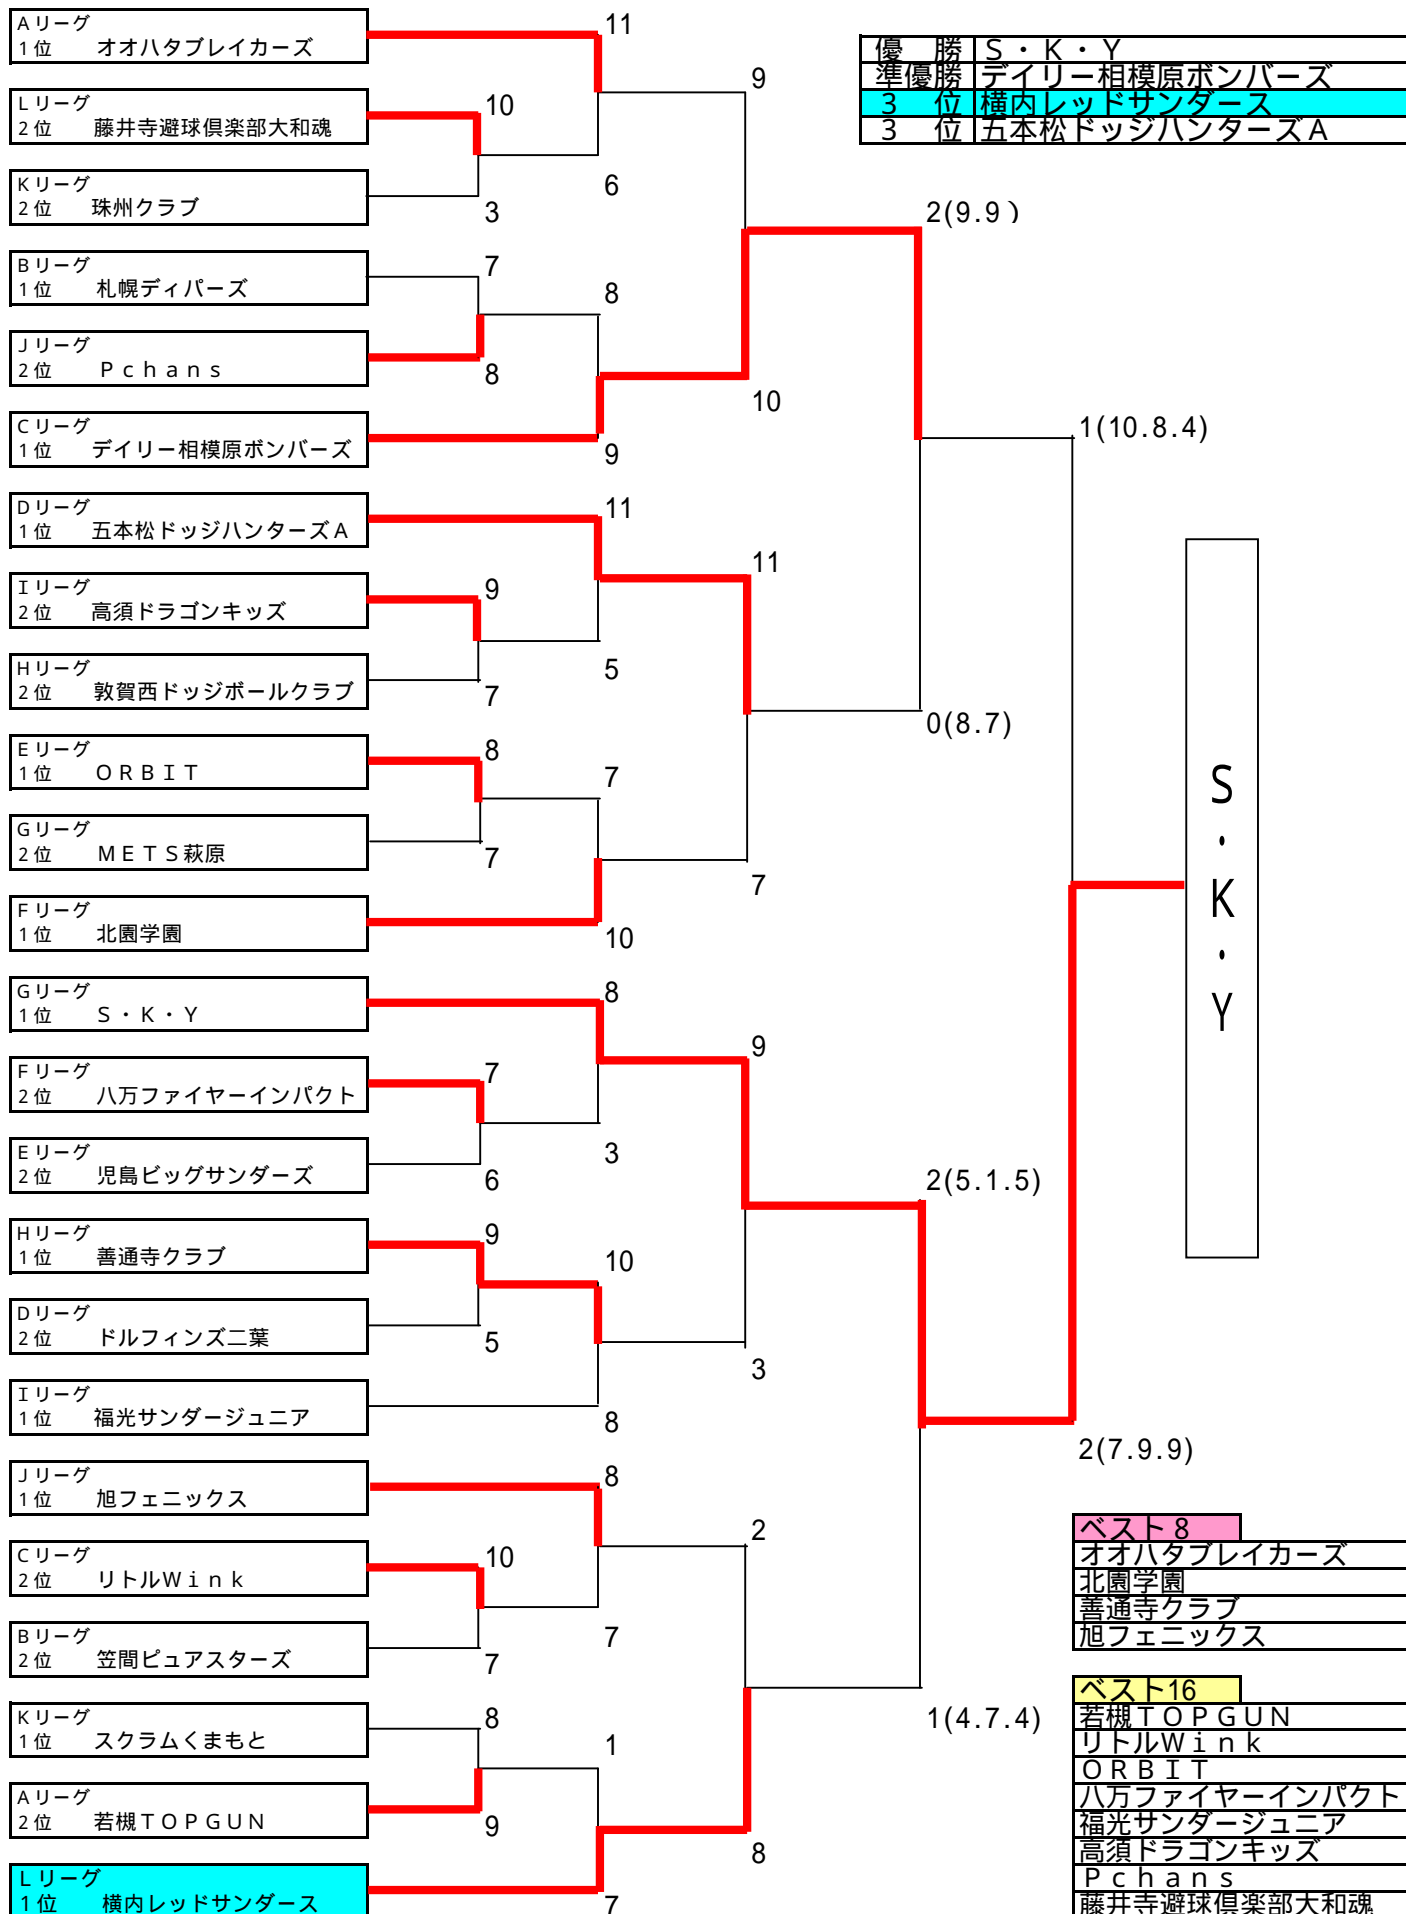 Aリーグ
1位 オオハタブレイカーズ
Lリーグ
2位 藤井寺避球倶楽部大和魂
Kリーグ
2位 珠州クラブ
Bリーグ
1位 札幌ディパーズ
Jリーグ
2位 Pchans
Cリーグ
1位 デイリー相模原ボンバーズ
Dリーグ
1位 五本松ドッジハンターズA
Iリーグ
2位 高須ドラゴンキッズ
Hリーグ
2位 敦賀西ドッジボールクラブ
Eリーグ
1位 ORBIT
Gリーグ
2位 METS萩原
Fリーグ
1位 北園学園
Gリーグ
1位 S・K・Y
Fリーグ
2位 八万ファイヤーインパクト
Eリーグ
2位 児島ビッグサンダーズ
Hリーグ
1位 善通寺クラブ
Dリーグ
2位 ドルフィンズ二葉
Iリーグ
1位 福光サンダージュニア
Jリーグ
1位 旭フェニックス
Cリーグ
2位 リトルWink
Bリーグ
2位 笠間ピュアスターズ
Kリーグ
1位 スクラムくまもと
Aリーグ
2位 若槻TOPGUN
Lリーグ
1位 横内レッドサンダース
10
3
7
8
9
7
8
7
7
6
9
5
10
7
8
9
11
6
8
9
11
5
7
10
8
3
10
8
8
7
1
7
9
10
11
7
9
3
2
8
2(9.9)
0(8.7)
2(5.1.5)
1(4.7.4)
1(10.8.4)
2(7.9.9)
S・K・Y
優 勝 S・K・Y
準優勝 デイリー相模原ボンバーズ
3 位 横内レッドサンダース
3 位 五本松ドッジハンターズA
ベスト8
オオハタブレイカーズ
北園学園
善通寺クラブ
旭フェニックス
ベスト16
若槻TOPGUN
リトルWink
ORBIT
八万ファイヤーインパクト
福光サンダージュニア
高須ドラゴンキッズ
Pchans
藤井寺避球倶楽部大和魂